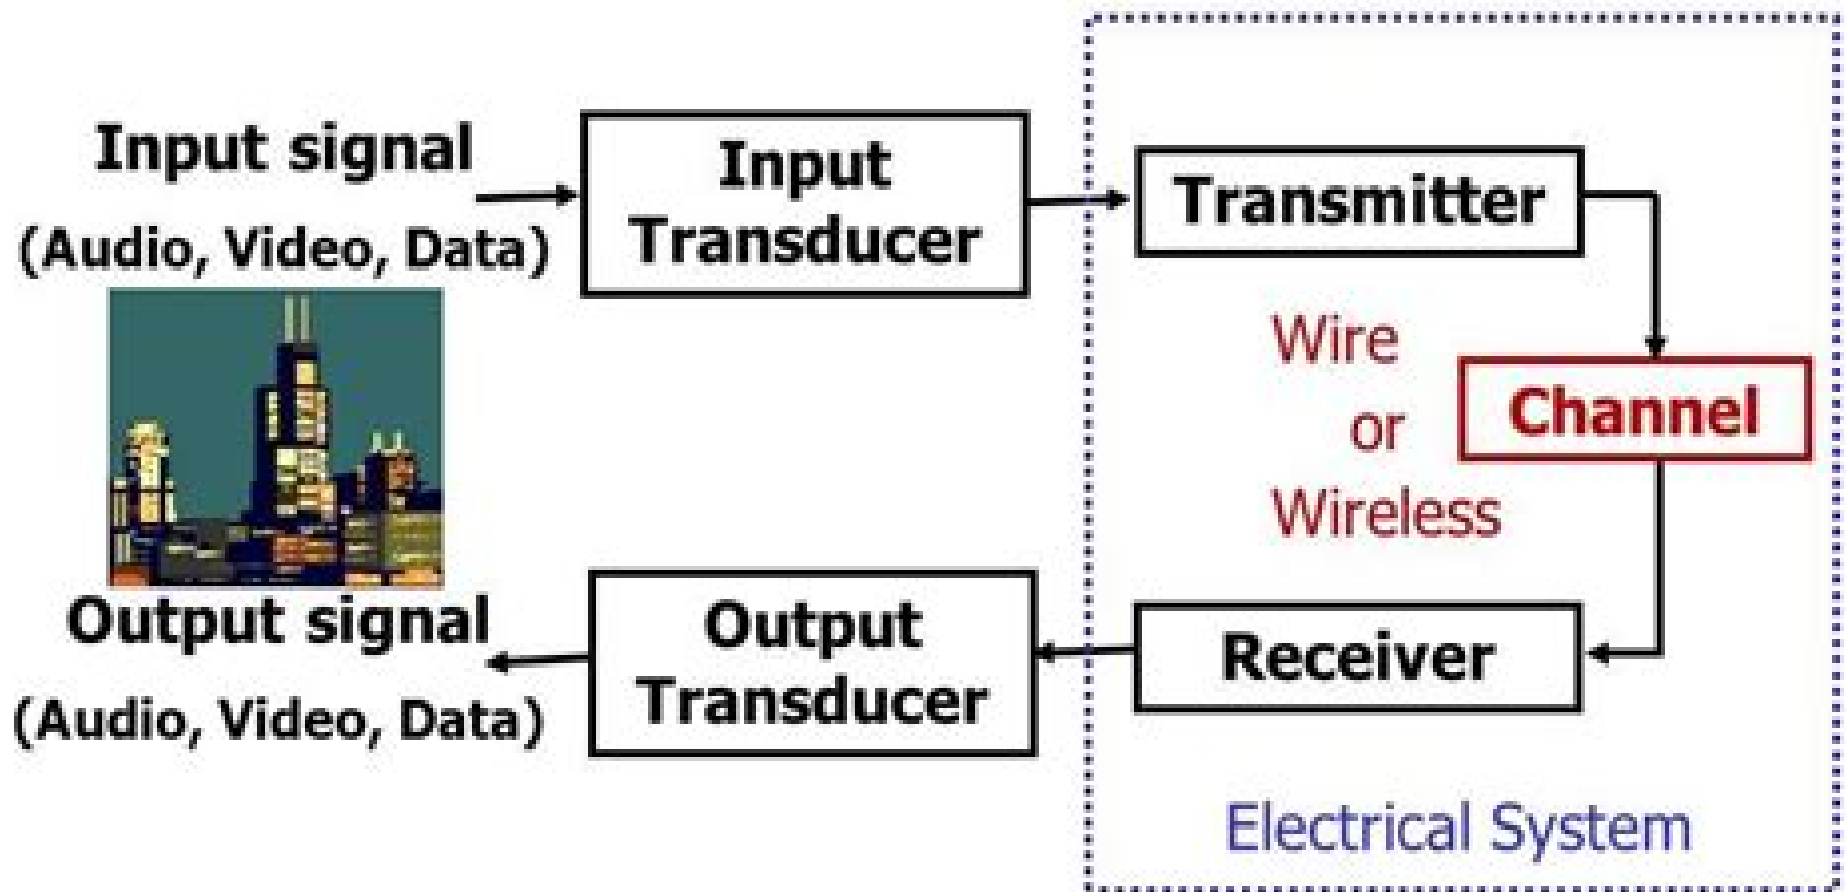 Input signal
(Audio, Video, Data)
Input
Transducer
Transmitter
Wire
or
Wireless
Channel
Output signal
(Audio, Video, Data)
Output
Transducer
Receiver
Electrical System